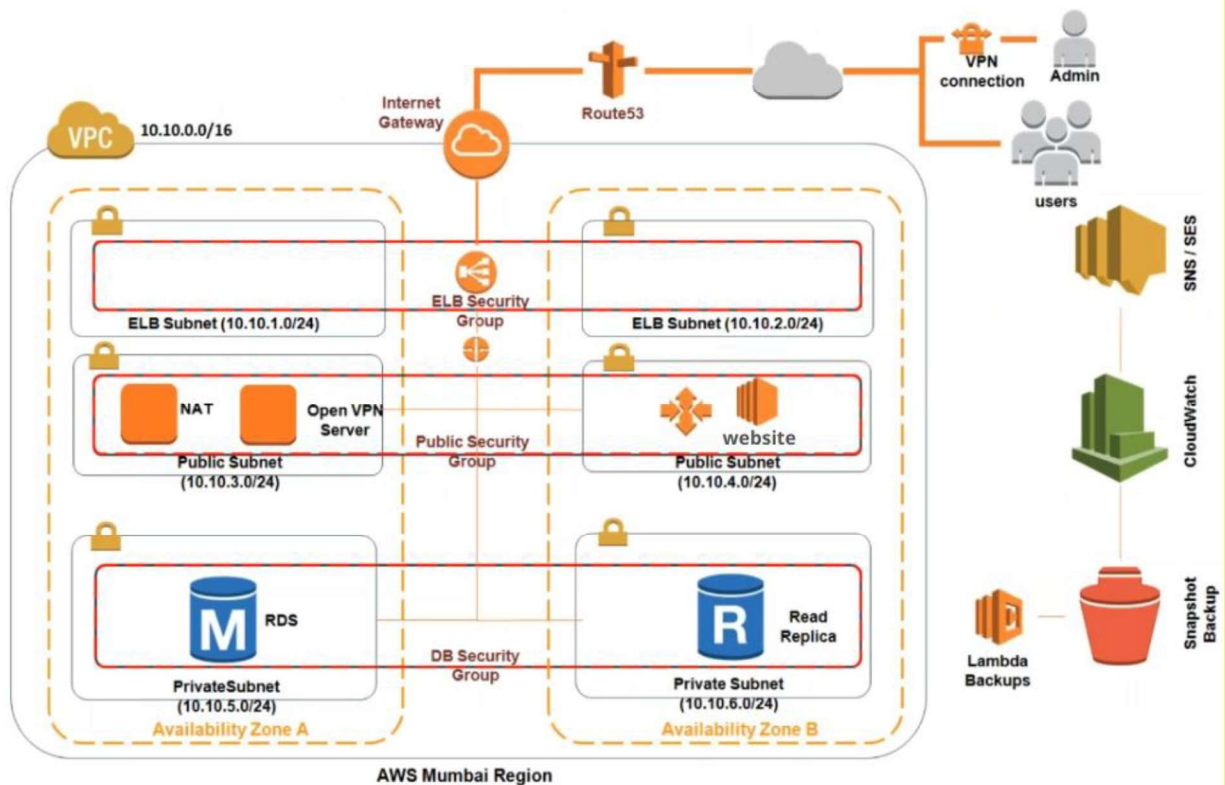 VPN
connection
Admin
Internet
Gateway
Route53
VPC
10.10.0.0/16
users
SNS / SES
ELB Security
Group
ELB Subnet (10.10.1.0/24)
ELB Subnet (10.10.2.0/24)
NAT
Open VPN
Server
website
Public Security
Group
Public Subnet
(10.10.3.0/24)
Public Subnet
(10.10.4.0/24)
CloudWatch
M
RDS
R
Read
Replica
DB Security
Group
PrivateSubnet
(10.10.5.0/24)
Private Subnet
(10.10.6.0/24)
Lambda
Backups
Snapshot
Backup
Availability Zone A
Availability Zone B
AWS Mumbai Region